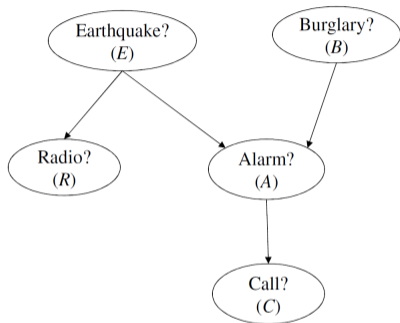 Earthquake?
(E)
Burglary?
(B)
Radio?
(R)
Alarm?
(A)
Call?
(C)